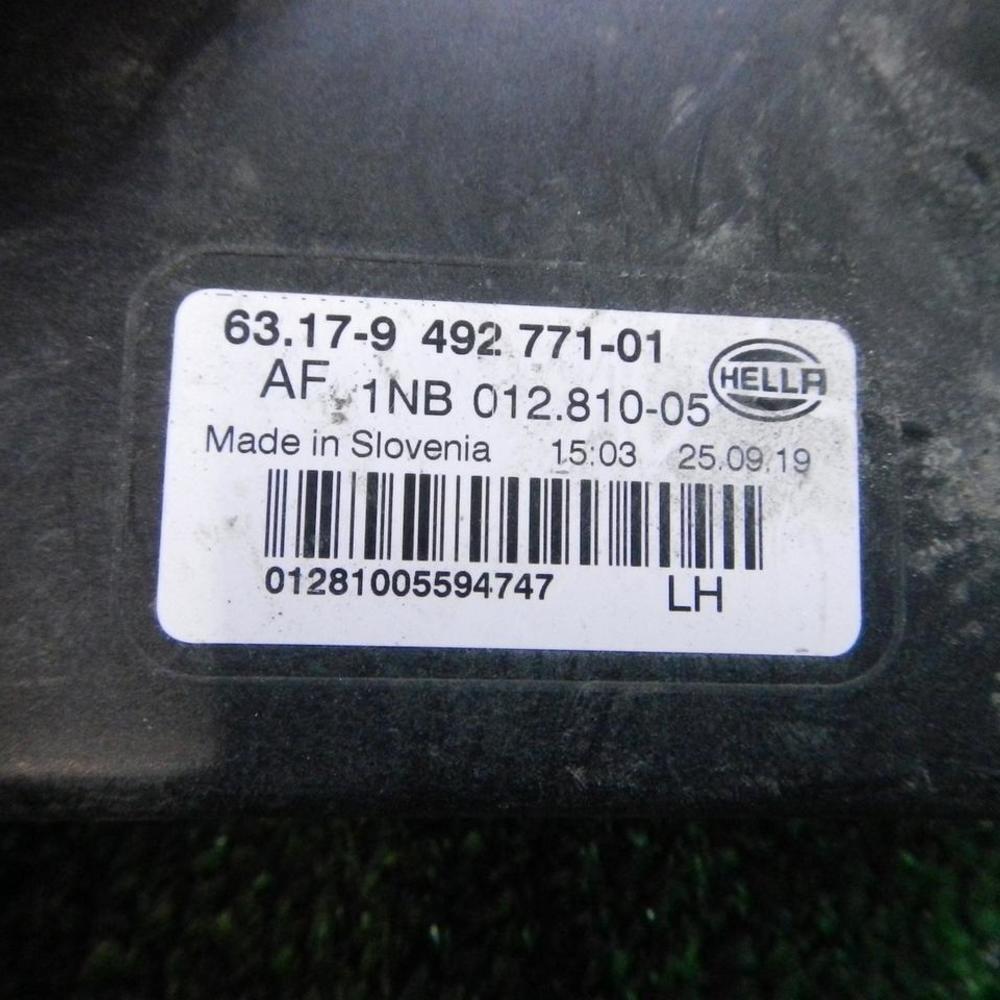 63.17-9 492 771-01
AF 1NB 012.810-05
HELLA
Made in Slovenia 15:03 25.09.19
01281005594747 LH